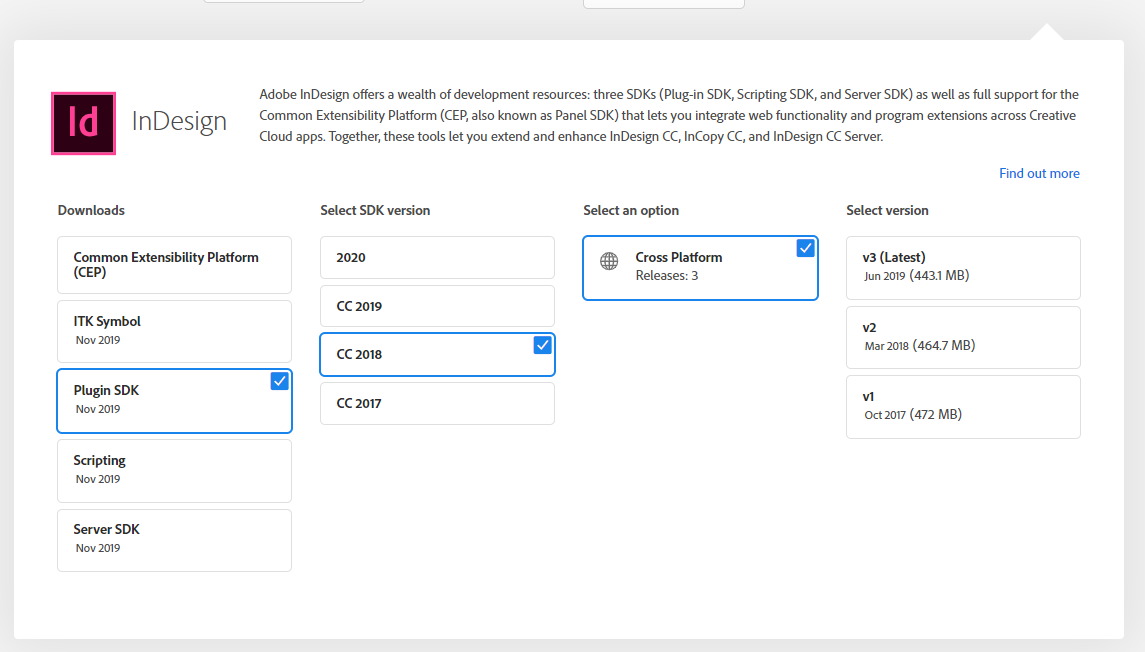 Id
InDesign
Adobe InDesign offers a wealth of development resources: three SDKs (Plug-in SDK, Scripting SDK, and Server SDK) as well as full support for the
Common Extensibility Platform (CEP, also known as Panel SDK) that lets you integrate web functionality and program extensions across Creative
Cloud apps. Together, these tools let you extend and enhance InDesign CC, InCopy CC, and InDesign CC Server.
Find out more
Downloads
Common Extensibility Platform
(CEP)
ITK Symbol
Nov 2019
Plugin SDK
Nov 2019
Scripting
Nov 2019
Server SDK
Nov 2019
Select SDK version
2020
CC 2019
CC 2018
CC 2017
Select an option
Cross Platform
Releases: 3
Select version
v3 (Latest)
Jun 2019 (443.1 MB)
v2
Mar 2018 (464.7 MB)
v1
Oct 2017 (472 MB)